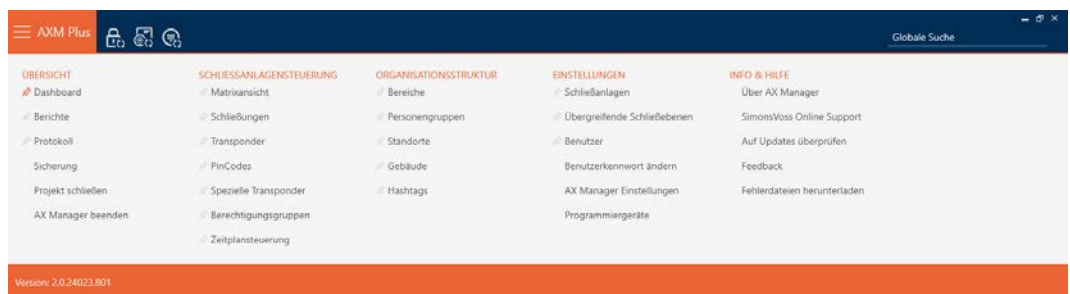 AXM Plus
Globale Suche
ÜBERSICHT
Dashboard
Berichte
Protokoll
Sicherung
Projekt schließen
AX Manager beenden
SCHLIESSANLAGENSTEUERUNG
Matrixansicht
Schließungen
Transponder
PinCodes
Spezielle Transponder
Berechtigungsgruppen
Zeitplansteuerung
ORGANISATIONSSTRUKTUR
Bereiche
Personengruppen
Standorte
Gebäude
Hashtags
EINSTELLUNGEN
Schließanlagen
Übergreifende Schließebenen
Benutzer
Benutzerkennwort ändern
AX Manager Einstellungen
Programmiergeräte
INFO & HILFE
Über AX Manager
SimonsVoss Online Support
Auf Updates überprüfen
Feedback
Fehlerdateien herunterladen
Version: 2.0.24023.801